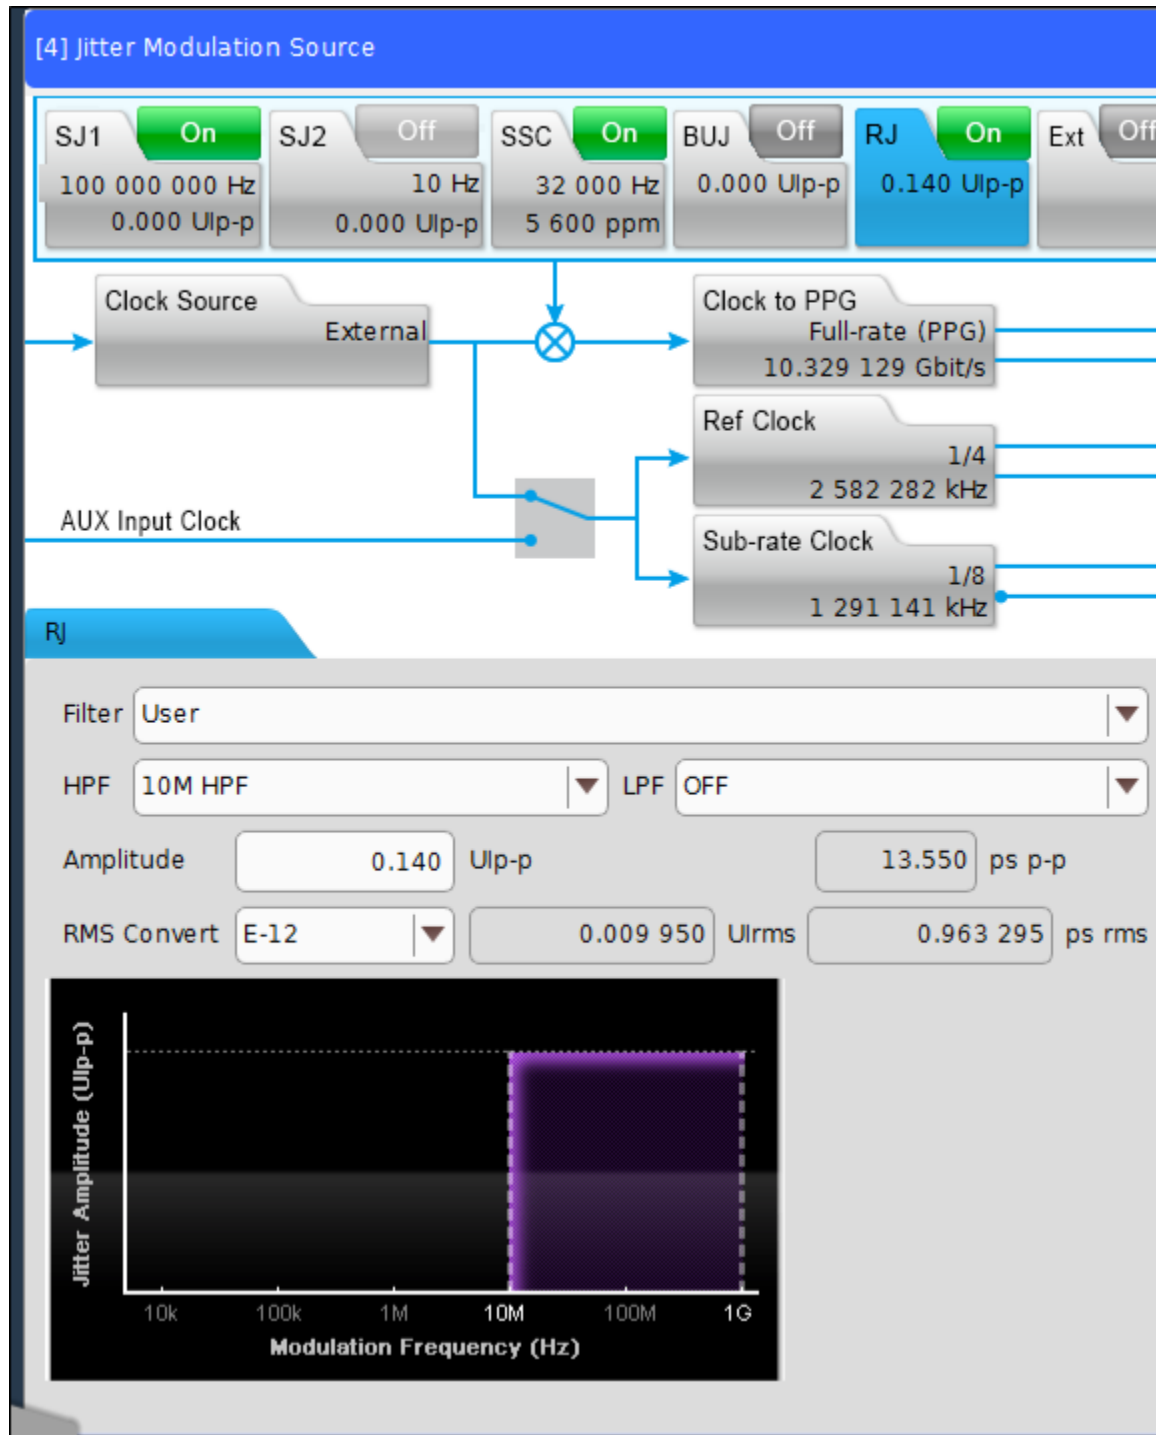 [4] Jitter Modulation Source
SJ1 On SJ2 Off SSC On BUJ Off RJ On Ext Off
100 000 000 Hz 10 Hz 32 000 Hz 0.000 UIp-p 0.140 UIp-p
0.000 UIp-p 0.000 UIp-p 5 600 ppm
Clock Source
External
Clock to PPG
Full-rate (PPG)
10.329 129 Gbit/s
Ref Clock
1/4
2 582 282 kHz
AUX Input Clock
Sub-rate Clock
1/8
1 291 141 kHz
RJ
Filter User
HPF 10M HPF LPF OFF
Amplitude 0.140 UIp-p 13.550 ps p-p
RMS Convert E-12 0.009 950 UIrms 0.963 295 ps rms
Jitter Amplitude (UIp-p)
10k 100k 1M 10M 100M 1G
Modulation Frequency (Hz)